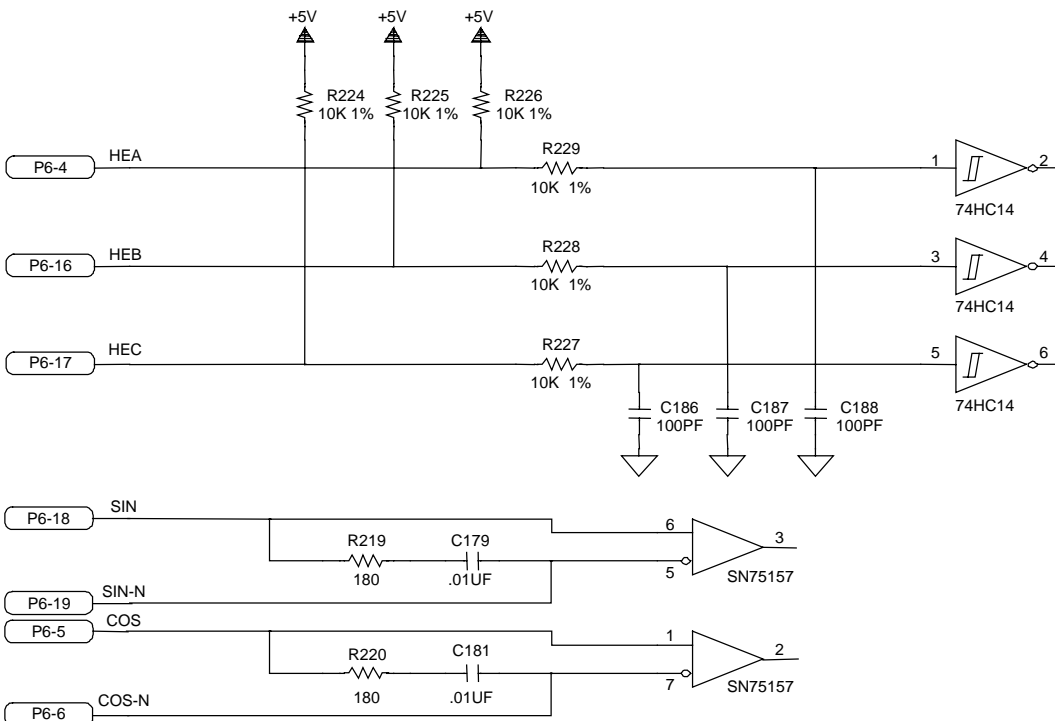 +5V +5V +5V
R224 R225 R226
10K 1% 10K 1% 10K 1%
P6-4 HEA R229 1 2
10K 1%
74HC14
P6-16 HEB R228 3 4
10K 1%
74HC14
P6-17 HEC R227 5 6
10K 1%
74HC14
C186 C187 C188
100PF 100PF 100PF
P6-18 SIN
6 3
R219 C179
180 .01UF
5 SN75157
P6-19 SIN-N
P6-5 COS
1 2
R220 C181
180 .01UF
7 SN75157
P6-6 COS-N